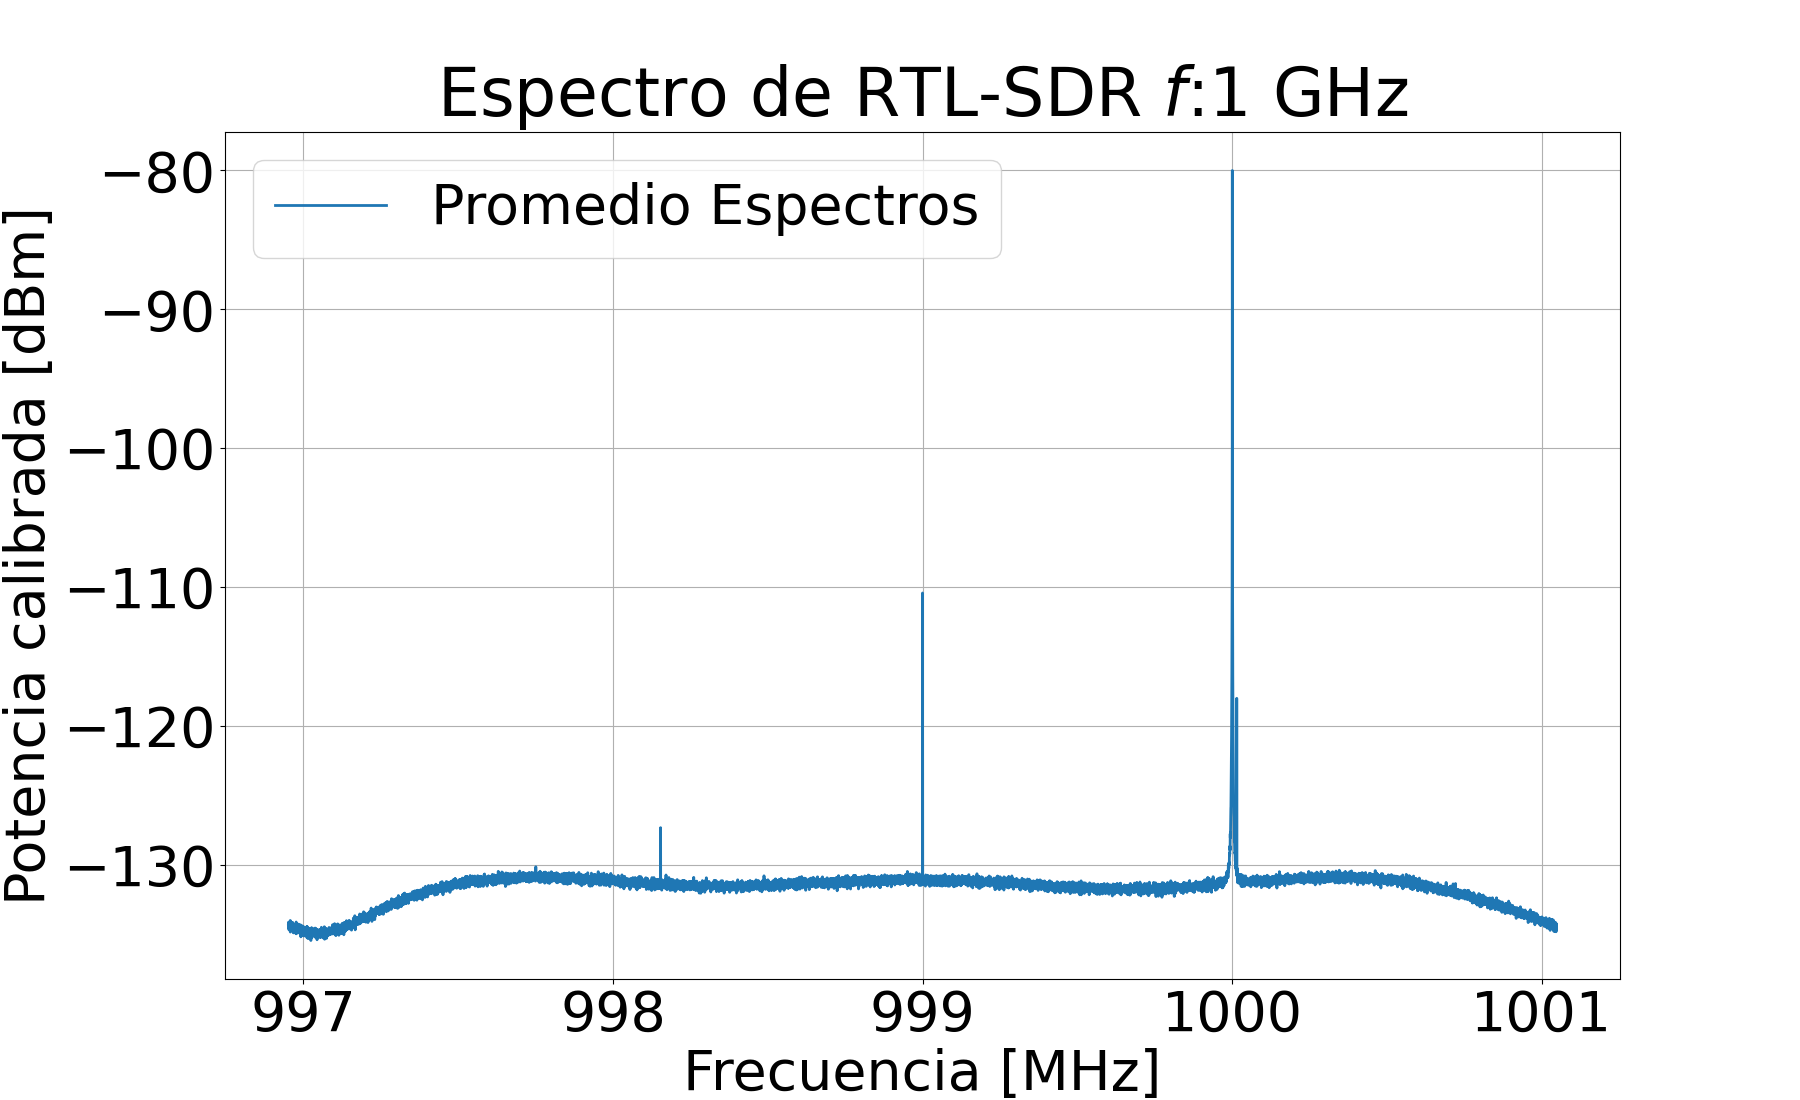 Espectro de RTL-SDR f:1 GHz
Promedio Espectros
Potencia calibrada [dBm]
−80
−90
−100
−110
−120
−130
997 998 999 1000 1001
Frecuencia [MHz]